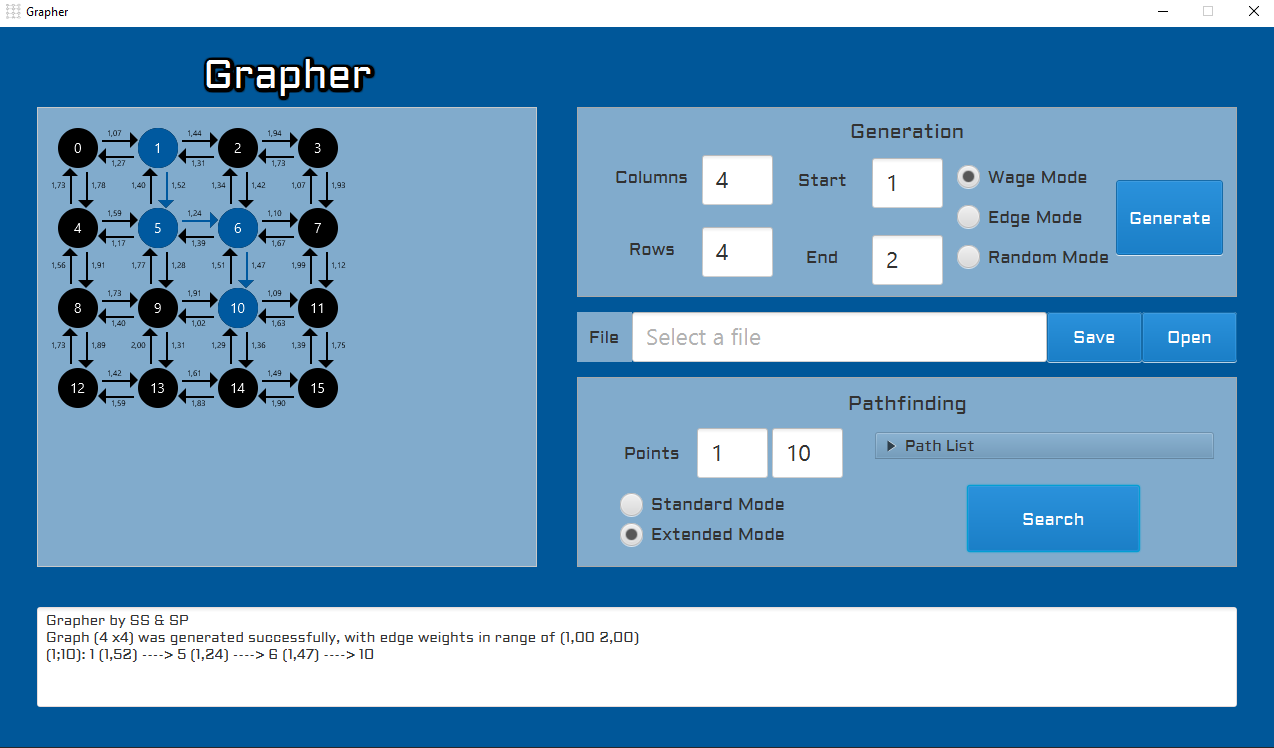 Grapher
Grapher
1,07 1,44 1,94
0 1 2 3
1,27 1,31 1,73
1,73 1,78 1,40 1,52 1,34 1,42 1,07 1,93
1,59 1,24 1,10
4 5 6 7
1,17 1,39 1,67
1,56 1,91 1,77 1,28 1,51 1,47 1,99 1,12
1,73 1,91 1,09
8 9 10 11
1,40 1,02 1,63
1,73 1,89 2,00 1,31 1,29 1,36 1,39 1,75
1,42 1,61 1,49
12 13 14 15
1,59 1,83 1,90
Generation
Columns 4 Start 1 Wage Mode
Edge Mode Generate
Rows 4 End 2 Random Mode
File Select a file Save Open
Pathfinding
Points 1 10 Path List
Standard Mode
Extended Mode
Search
Grapher by SS & SP
Graph (4 x4) was generated successfully, with edge weights in range of (1,00 2,00)
(1;10): 1 (1,52) ----> 5 (1,24) ----> 6 (1,47) ----> 10